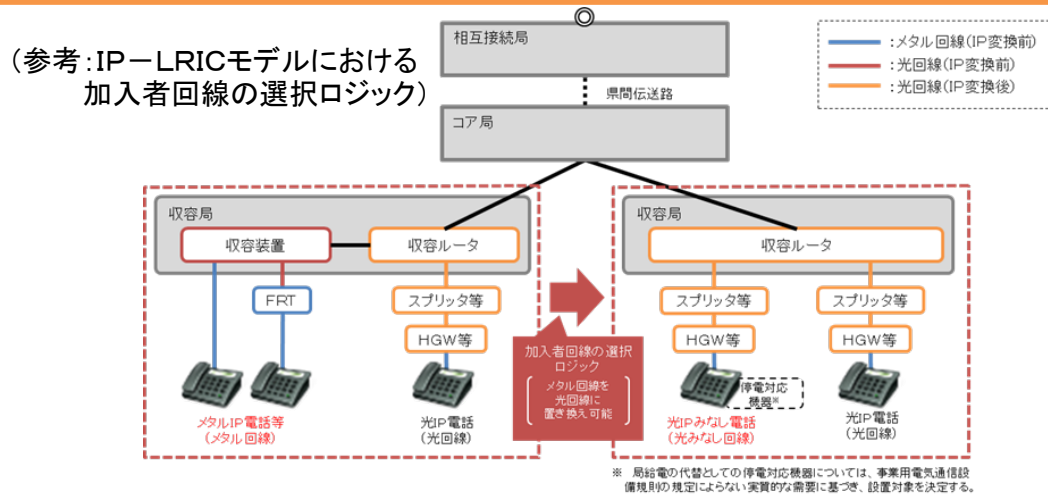 (参考:IP-LRICモデルにおける
加入者回線の選択ロジック)
相互接続局
県間伝送路
コア局
:メタル回線(IP変換前)
:光回線(IP変換前)
:光回線(IP変換後)
収容局
収容装置
収容ルータ
FRT
スプリッタ等
HGW等
メタルIP電話等
(メタル回線)
光IP電話
(光回線)
加入者回線の選択
ロジック
メタル回線を
光回線に
置き換え可能
収容局
収容ルータ
スプリッタ等
スプリッタ等
HGW等
HGW等
停電対応
機器※
光IPみなし電話
(光みなし回線)
光IP電話
(光回線)
※ 局給電の代替としての停電対応機器については、事業用電気通信設
備規則の規定によらない実質的な需要に基づき、設置対象を決定する。